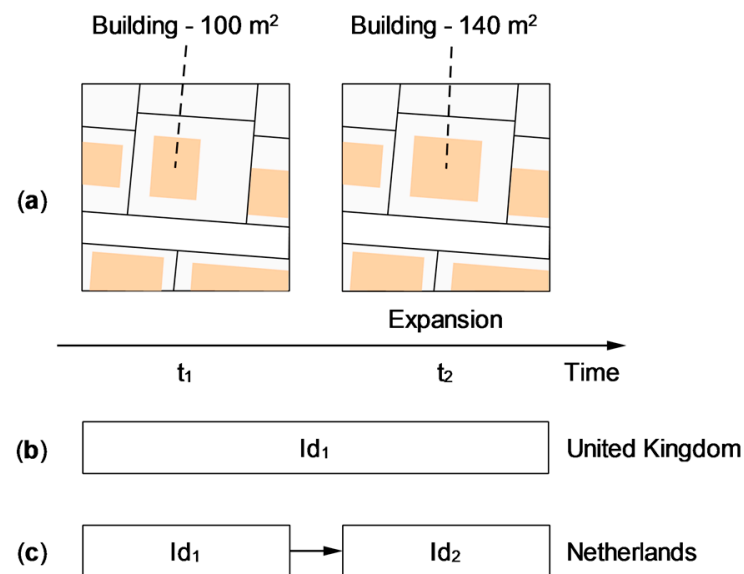 Building - 100 m² Building - 140 m²
(a)
Expansion
t₁ t₂ Time
(b) Id₁ United Kingdom
(c) Id₁ Id₂ Netherlands